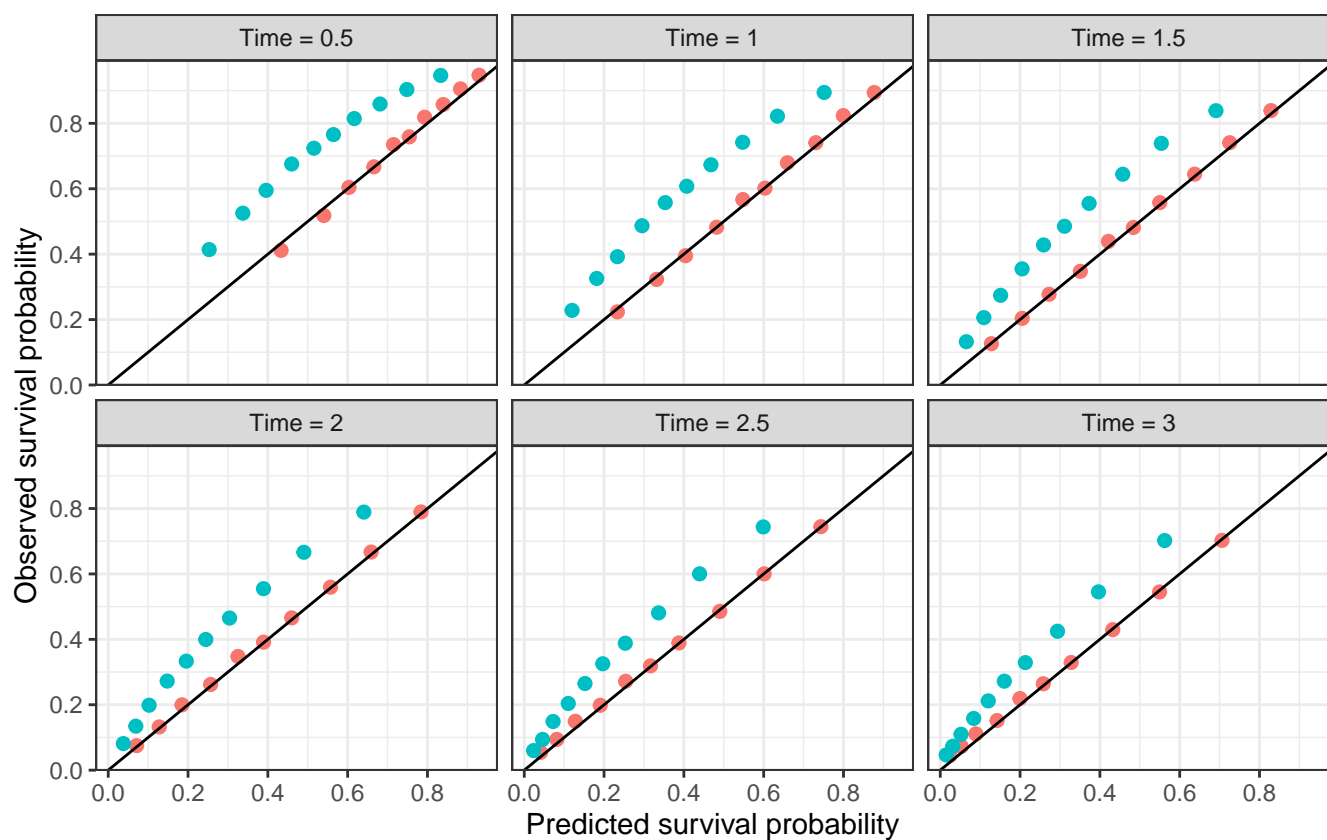 Time = 0.5
Time = 1
Time = 1.5
0.8
0.6
0.4
0.2
0.0
Time = 2
Time = 2.5
Time = 3
0.8
0.6
0.4
0.2
0.0
0.0 0.2 0.4 0.6 0.8
0.0 0.2 0.4 0.6 0.8
0.0 0.2 0.4 0.6 0.8
Predicted survival probability
Observed survival probability